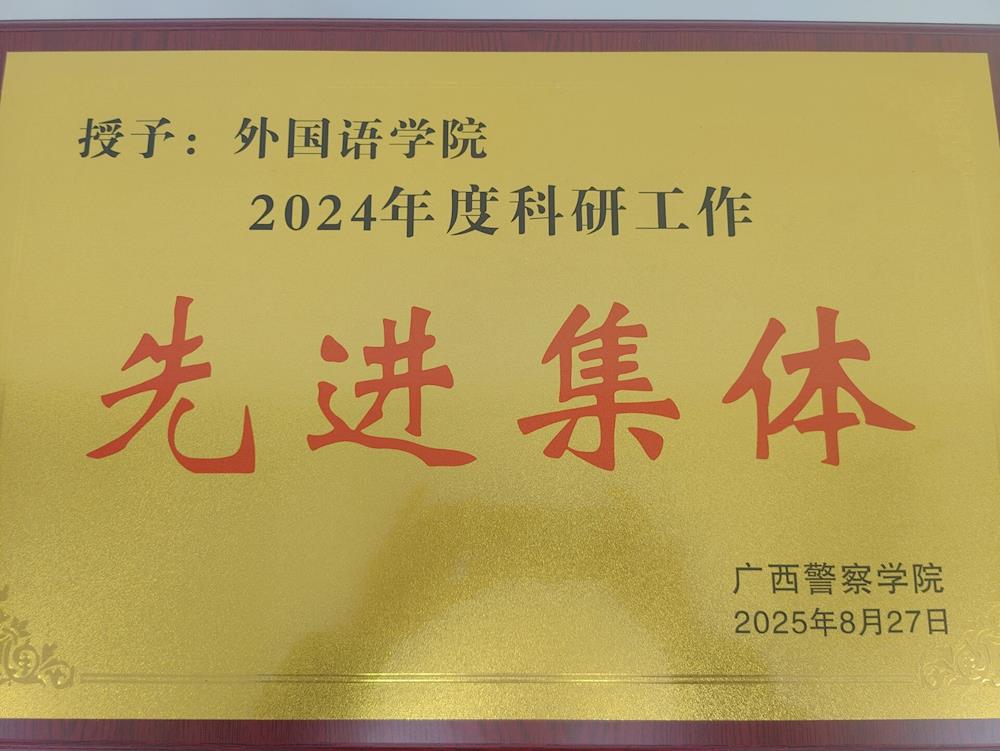 授予：外国语学院
2024年度科研工作
先进集体
广西警察学院
2025年8月27日